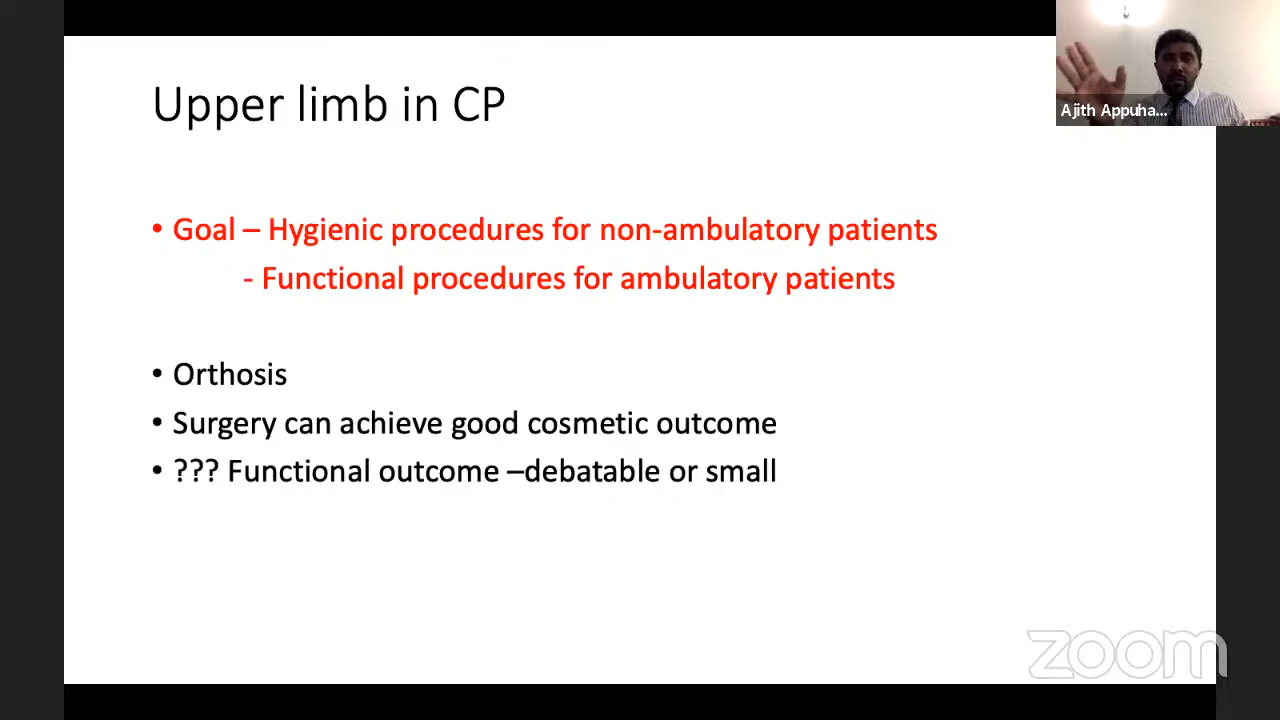 Upper limb in CP
Ajith Appuha...
• Goal – Hygienic procedures for non-ambulatory patients
- Functional procedures for ambulatory patients
• Orthosis
• Surgery can achieve good cosmetic outcome
• ??? Functional outcome –debatable or small
zoom